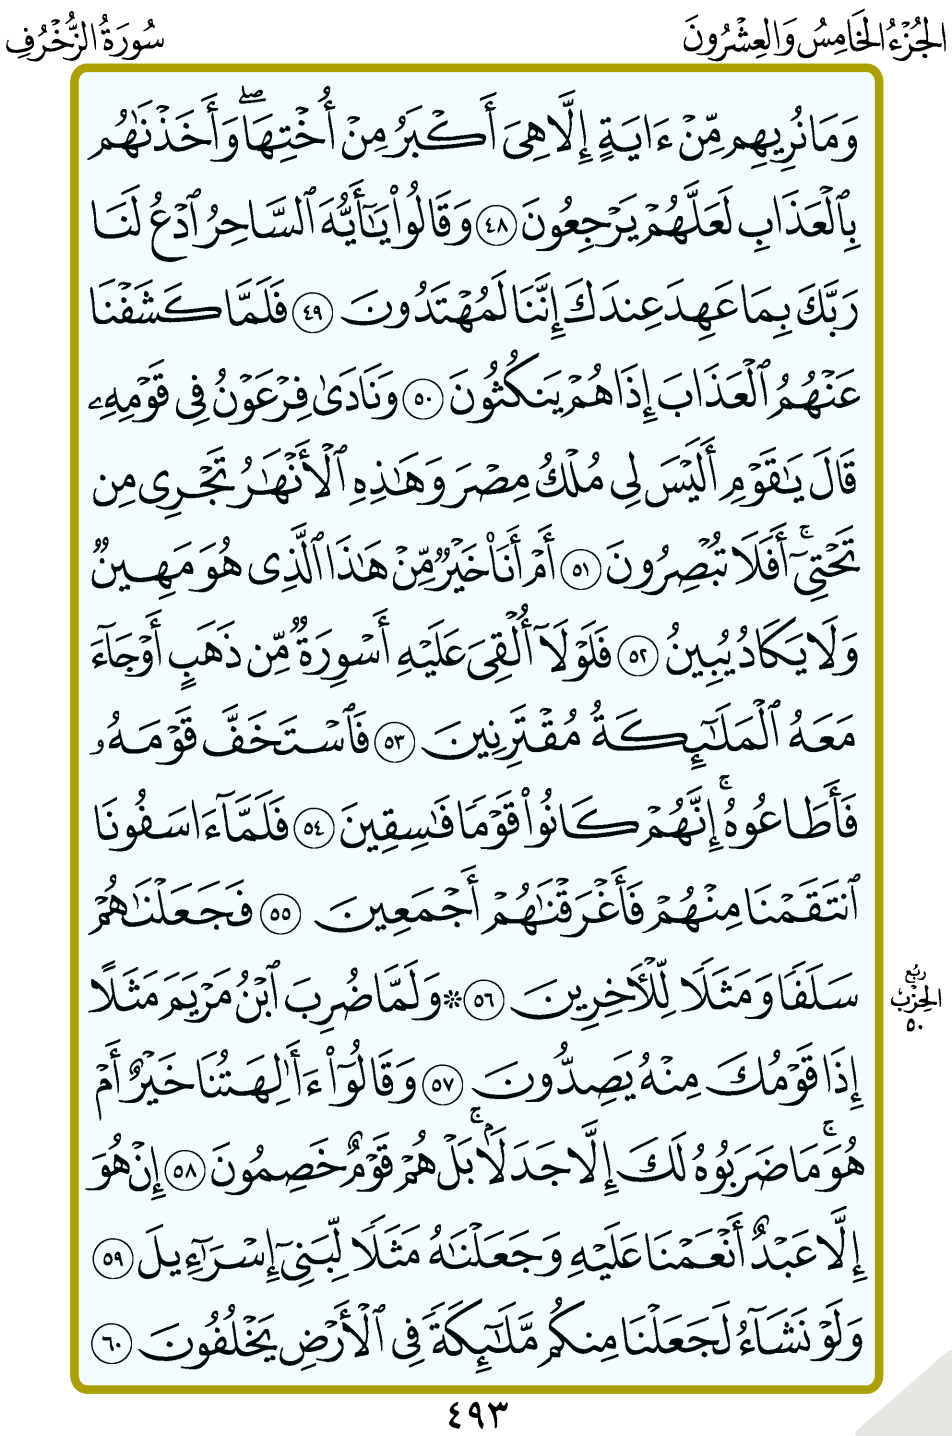 الجُزْءُ الخَامِسُ وَالعِشْرُونَ
سُورَةُ الزُّخْرُفِ
وَمَا نُرِيهِم مِّنْ ءَايَةٍ إِلَّا هِىَ أَكْبَرُ مِنْ أُخْتِهَا ۖ وَأَخَذْنَٰهُم
بِٱلْعَذَابِ لَعَلَّهُمْ يَرْجِعُونَ ٤٨ وَقَالُوا۟ يَٰٓأَيُّهَ ٱلسَّاحِرُ ٱدْعُ لَنَا
رَبَّكَ بِمَا عَهِدَ عِندَكَ إِنَّنَا لَمُهْتَدُونَ ٤٩ فَلَمَّا كَشَفْنَا
عَنْهُمُ ٱلْعَذَابَ إِذَا هُمْ يَنكُثُونَ ٥٠ وَنَادَىٰ فِرْعَوْنُ فِى قَوْمِهِۦ
قَالَ يَٰقَوْمِ أَلَيْسَ لِى مُلْكُ مِصْرَ وَهَٰذِهِ ٱلْأَنْهَٰرُ تَجْرِى مِن
تَحْتِىٓ ۚ أَفَلَا تُبْصِرُونَ ٥١ أَمْ أَنَا۠ خَيْرٌ مِّنْ هَٰذَا ٱلَّذِى هُوَ مَهِينٌ
وَلَا يَكَادُ يُبِينُ ٥٢ فَلَوْلَآ أُلْقِىَ عَلَيْهِ أَسْوِرَةٌ مِّن ذَهَبٍ أَوْ جَآءَ
مَعَهُ ٱلْمَلَٰٓئِكَةُ مُقْتَرِنِينَ ٥٣ فَٱسْتَخَفَّ قَوْمَهُۥ
فَأَطَاعُوهُ ۚ إِنَّهُمْ كَانُوا۟ قَوْمًا فَٰسِقِينَ ٥٤ فَلَمَّآ ءَاسَفُونَا
ٱنتَقَمْنَا مِنْهُمْ فَأَغْرَقْنَٰهُمْ أَجْمَعِينَ ٥٥ فَجَعَلْنَٰهُمْ
سَلَفًا وَمَثَلًا لِّلْءَاخِرِينَ ٥٦ ۞ وَلَمَّا ضُرِبَ ٱبْنُ مَرْيَمَ مَثَلًا
إِذَا قَوْمُكَ مِنْهُ يَصِدُّونَ ٥٧ وَقَالُوٓا۟ ءَأَٰلِهَتُنَا خَيْرٌ أَمْ
هُوَ ۚ مَا ضَرَبُوهُ لَكَ إِلَّا جَدَلًۢا ۚ بَلْ هُمْ قَوْمٌ خَصِمُونَ ٥٨ إِنْ هُوَ
إِلَّا عَبْدٌ أَنْعَمْنَا عَلَيْهِ وَجَعَلْنَٰهُ مَثَلًا لِّبَنِىٓ إِسْرَٰٓءِيلَ ٥٩
وَلَوْ نَشَآءُ لَجَعَلْنَا مِنكُم مَّلَٰٓئِكَةً فِى ٱلْأَرْضِ يَخْلُفُونَ ٦٠
رُبْع
الحِزْب
٥٠
٤٩٣